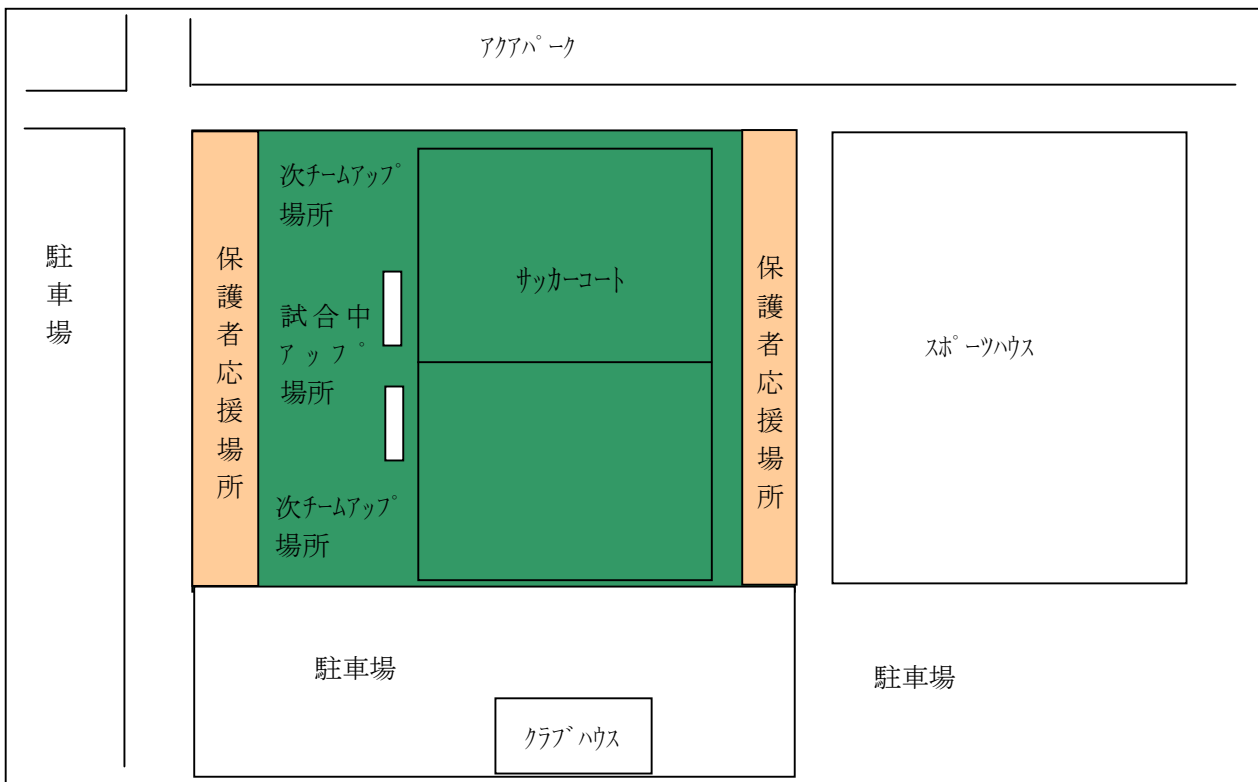 アクアパーク
次チームアップ
場所
駐車場
保護者応援場所
サッカーコート
保護者応援場所
試合中
アップ
場所
スポーツハウス
次チームアップ
場所
駐車場
駐車場
クラブハウス